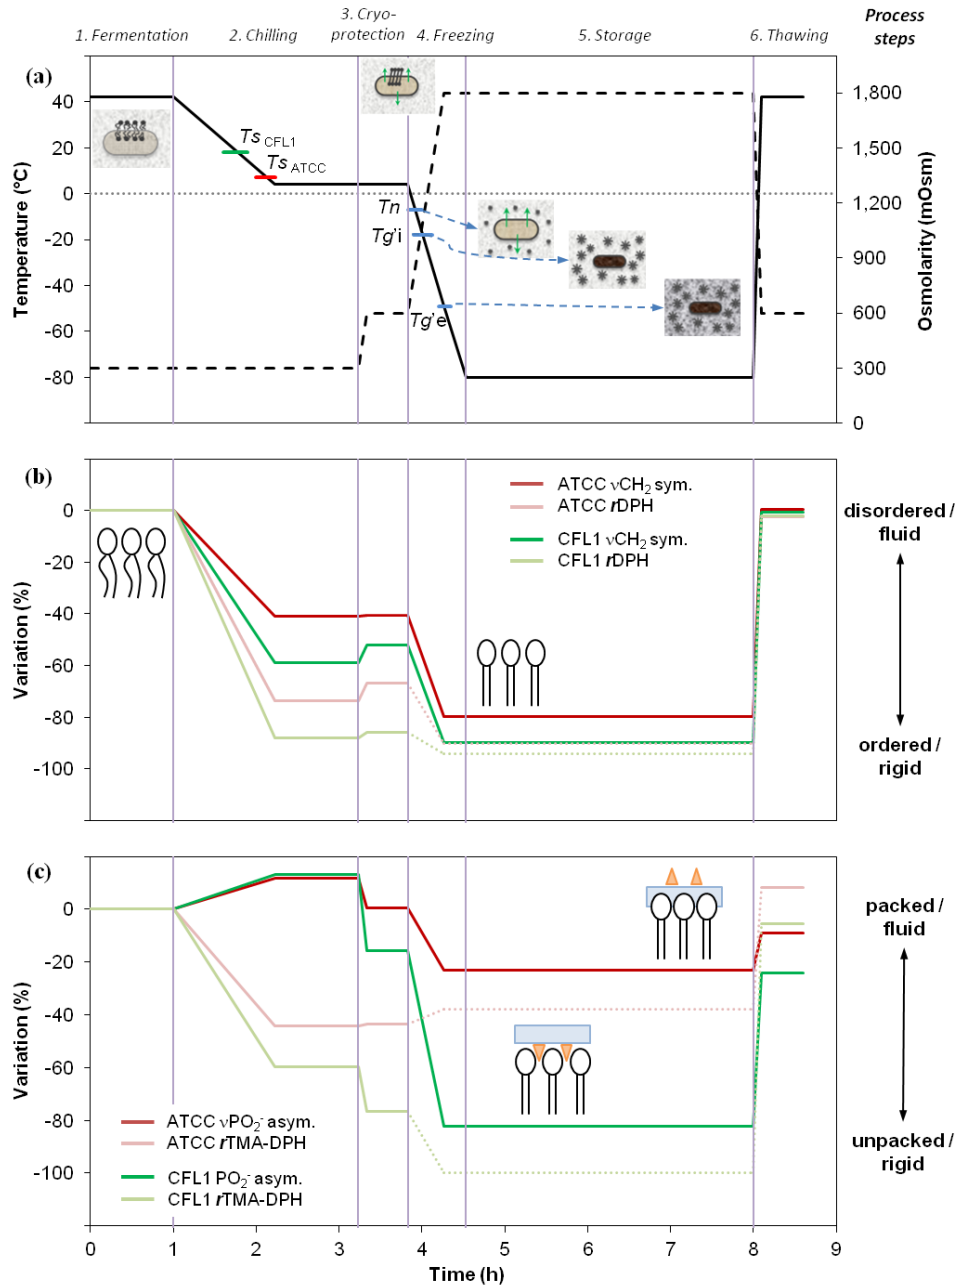 1. Fermentation
2. Chilling
3. Cryo-
protection
4. Freezing
5. Storage
6. Thawing
Process
steps
(a)
Temperature (°C)
40
20
0
-20
-40
-60
-80
Ts CFL1
Ts ATCC
Tn
Tg'i
Tg'e
1,800
1,500
1,200
900
600
300
0
Osmolarity (mOsm)
(b)
Variation (%)
0
-20
-40
-60
-80
-100
ATCC νCH2 sym.
ATCC rDPH
CFL1 νCH2 sym.
CFL1 rDPH
disordered /
fluid
ordered /
rigid
(c)
Variation (%)
0
-20
-40
-60
-80
-100
ATCC νPO2- asym.
ATCC rTMA-DPH
CFL1 PO2- asym.
CFL1 rTMA-DPH
packed /
fluid
unpacked /
rigid
0 1 2 3 4 5 6 7 8 9
Time (h)